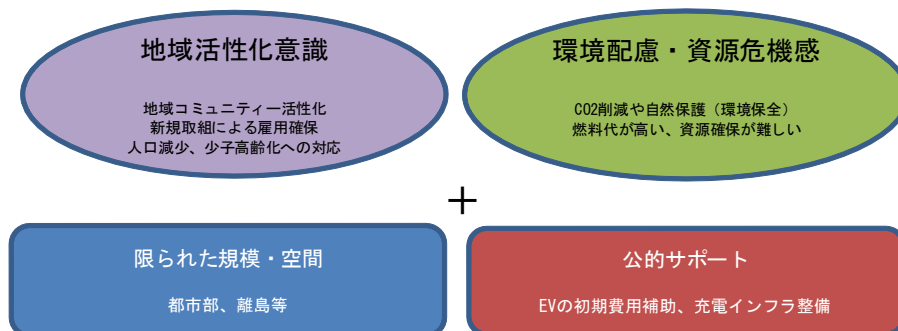 地域活性化意識
地域コミュニティー活性化
新規取組による雇用確保
人口減少、少子高齢化への対応
環境配慮・資源危機感
CO2削減や自然保護（環境保全）
燃料代が高い、資源確保が難しい
＋
限られた規模・空間
都市部、離島等
公的サポート
EVの初期費用補助、充電インフラ整備